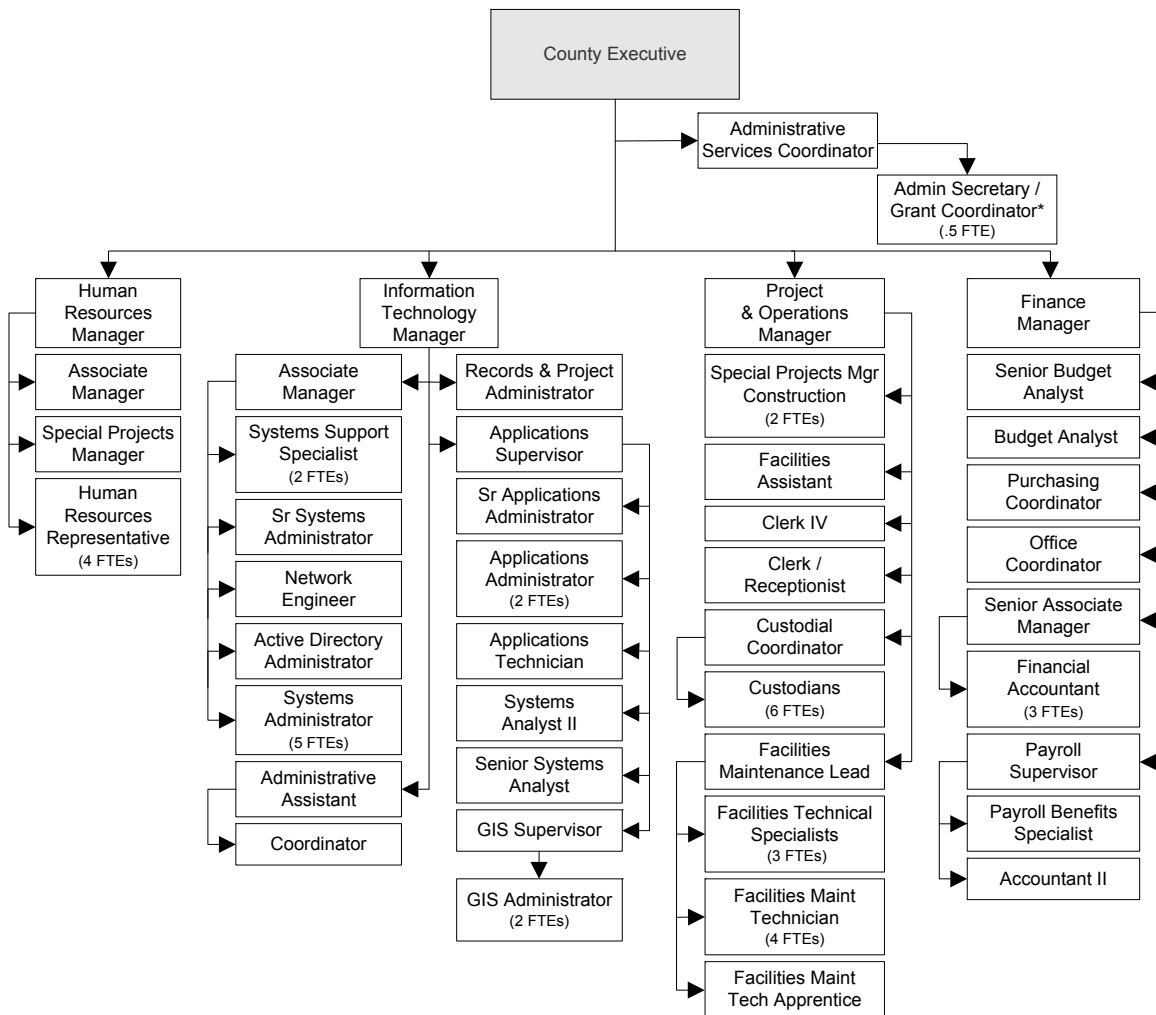 County Executive
Administrative
Services Coordinator
Admin Secretary /
Grant Coordinator*
(.5 FTE)
Human
Resources
Manager
Associate
Manager
Special Projects
Manager
Human
Resources
Representative
(4 FTEs)
Information
Technology
Manager
Associate
Manager
Systems Support
Specialist
(2 FTEs)
Sr Systems
Administrator
Network
Engineer
Active Directory
Administrator
Systems
Administrator
(5 FTEs)
Administrative
Assistant
Coordinator
Records & Project
Administrator
Applications
Supervisor
Sr Applications
Administrator
Applications
Administrator
(2 FTEs)
Applications
Technician
Systems
Analyst II
Senior Systems
Analyst
GIS Supervisor
GIS Administrator
(2 FTEs)
Project
& Operations
Manager
Special Projects Mgr
Construction
(2 FTEs)
Facilities
Assistant
Clerk IV
Clerk /
Receptionist
Custodial
Coordinator
Custodians
(6 FTEs)
Facilities
Maintenance Lead
Facilities Technical
Specialists
(3 FTEs)
Facilities Maint
Technician
(4 FTEs)
Facilities Maint
Tech Apprentice
Finance
Manager
Senior Budget
Analyst
Budget Analyst
Purchasing
Coordinator
Office
Coordinator
Senior Associate
Manager
Financial
Accountant
(3 FTEs)
Payroll
Supervisor
Payroll Benefits
Specialist
Accountant II